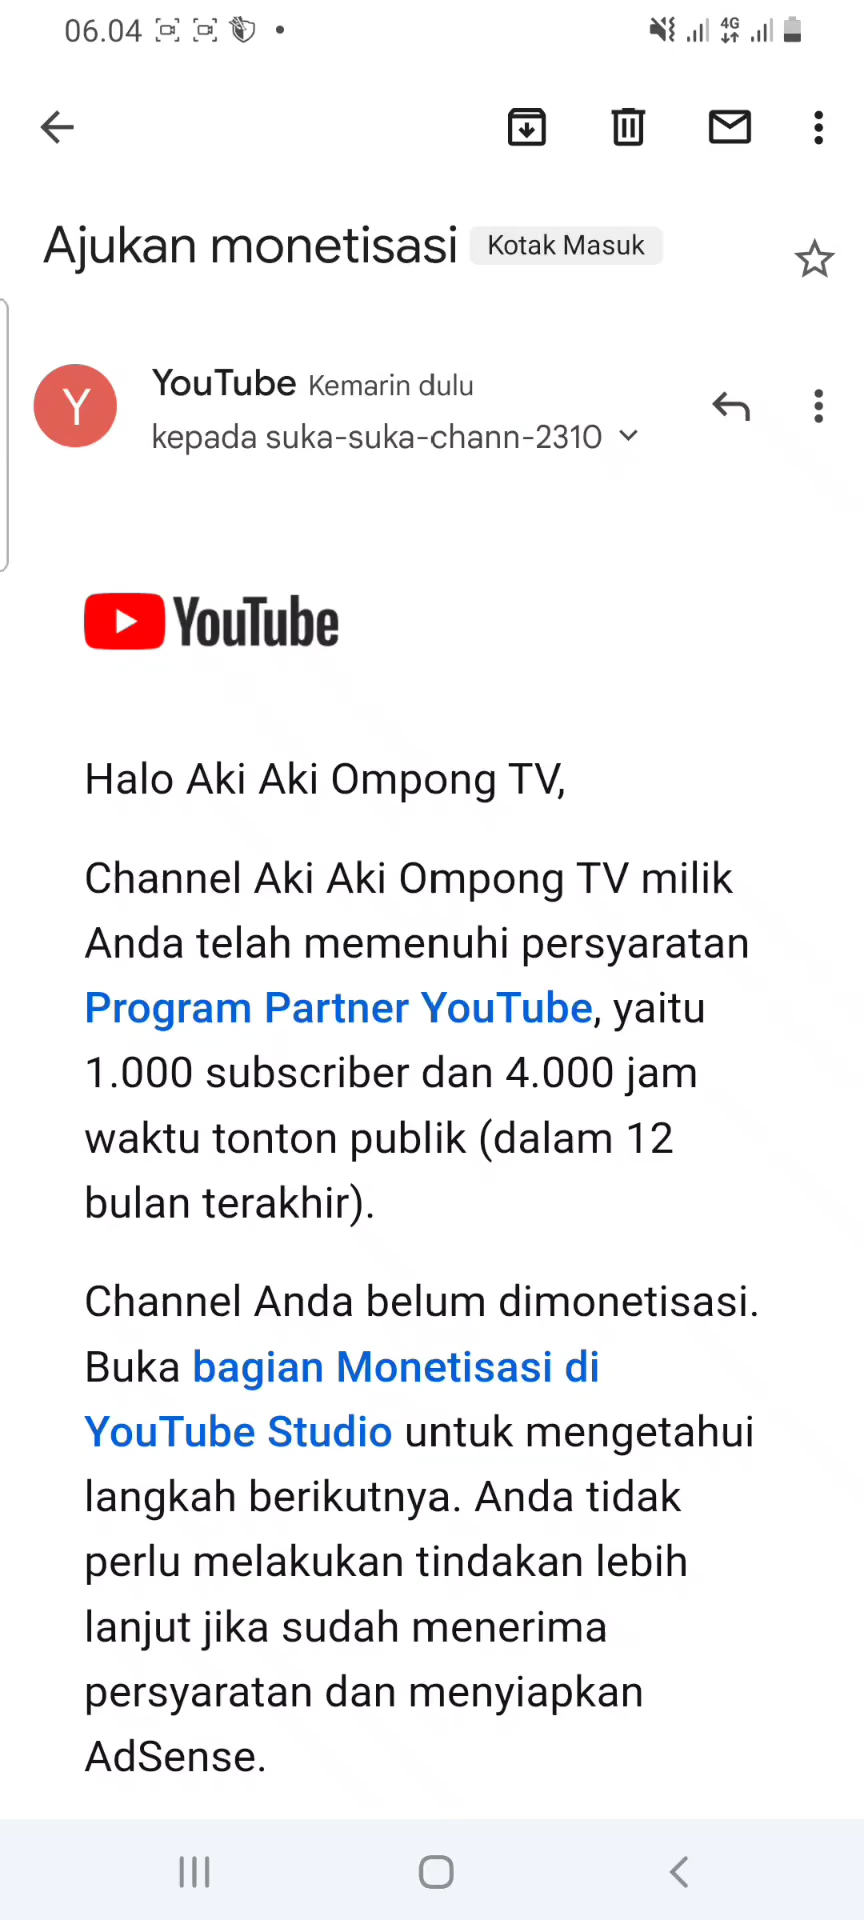 06.04
4G
Ajukan monetisasi Kotak Masuk
Y
YouTube Kemarin dulu
kepada suka-suka-chann-2310
YouTube
Halo Aki Aki Ompong TV,
Channel Aki Aki Ompong TV milik
Anda telah memenuhi persyaratan
Program Partner YouTube, yaitu
1.000 subscriber dan 4.000 jam
waktu tonton publik (dalam 12
bulan terakhir).
Channel Anda belum dimonetisasi.
Buka bagian Monetisasi di
YouTube Studio untuk mengetahui
langkah berikutnya. Anda tidak
perlu melakukan tindakan lebih
lanjut jika sudah menerima
persyaratan dan menyiapkan
AdSense.